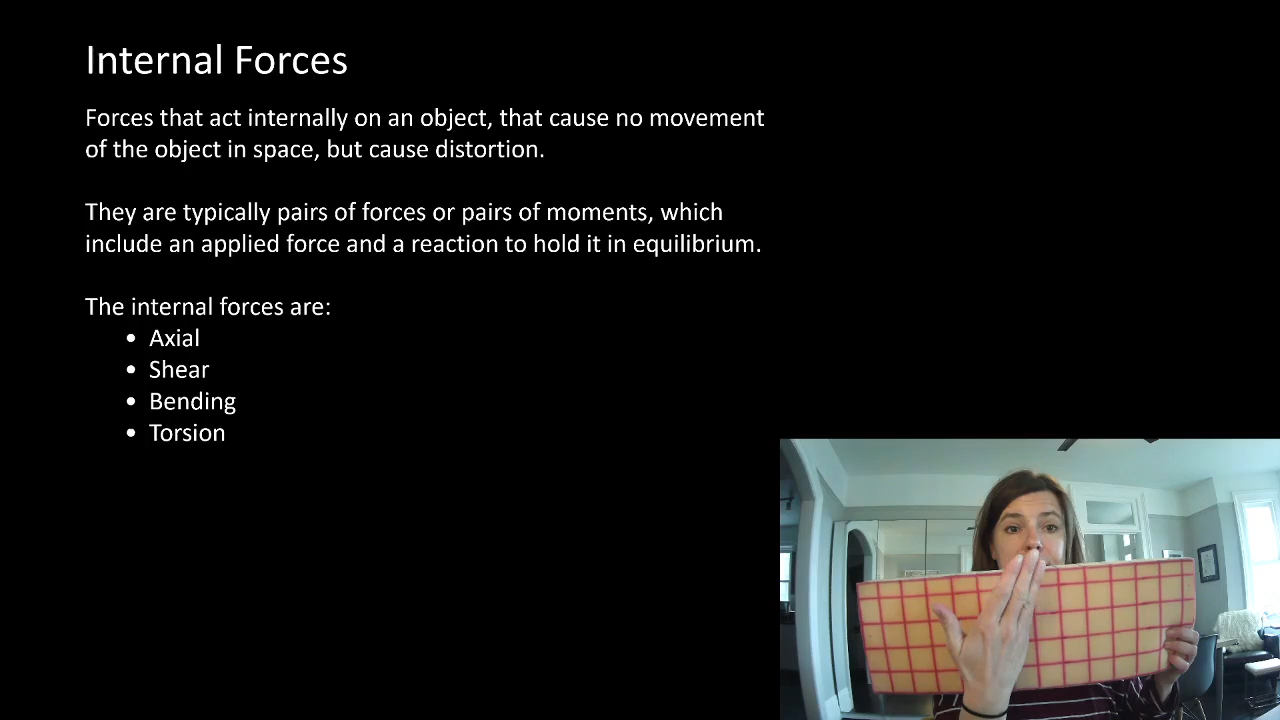 Internal Forces
Forces that act internally on an object, that cause no movement
of the object in space, but cause distortion.
They are typically pairs of forces or pairs of moments, which
include an applied force and a reaction to hold it in equilibrium.
The internal forces are:
• Axial
• Shear
• Bending
• Torsion